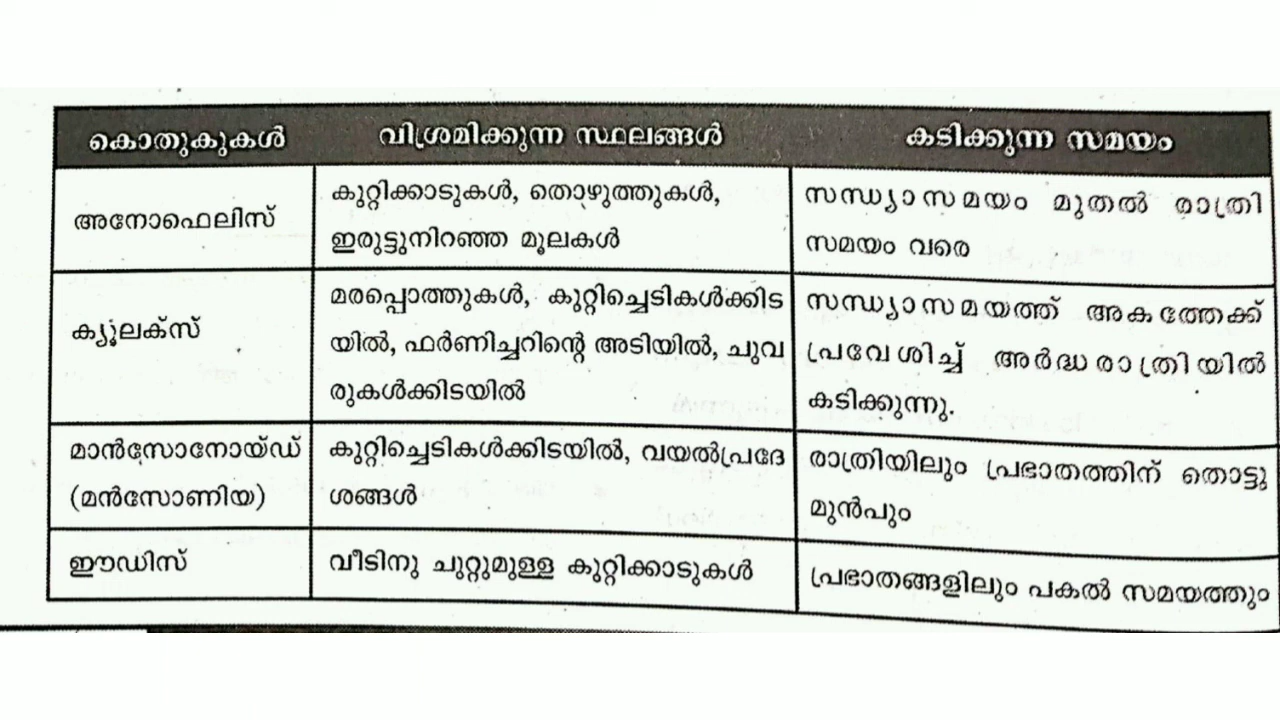 കൊതുകുകൾ
വിശ്രമിക്കുന്ന സ്ഥലങ്ങൾ
കടിക്കുന്ന സമയം
അനോഫെലിസ്
കുറ്റിക്കാടുകൾ, തൊഴുത്തുകൾ,
ഇരുട്ടുനിറഞ്ഞ മൂലകൾ
സന്ധ്യാസമയം മുതൽ രാത്രി
സമയം വരെ
ക്യൂലക്സ്
മരപ്പൊത്തുകൾ, കുറ്റിച്ചെടികൾക്കിട
യിൽ, ഫർണിച്ചറിന്റെ അടിയിൽ, ചുവ
രുകൾക്കിടയിൽ
സന്ധ്യാസമയത്ത് അകത്തേക്ക്
പ്രവേശിച്ച് അർദ്ധരാത്രിയിൽ
കടിക്കുന്നു.
മാൻസോനോയ്ഡ്
(മൻസോണിയ)
കുറ്റിച്ചെടികൾക്കിടയിൽ, വയൽപ്രദേ
ശങ്ങൾ
രാത്രിയിലും പ്രഭാതത്തിന് തൊട്ടു
മുൻപും
ഈഡിസ്
വീടിനു ചുറ്റുമുള്ള കുറ്റിക്കാടുകൾ
പ്രഭാതങ്ങളിലും പകൽ സമയത്തും